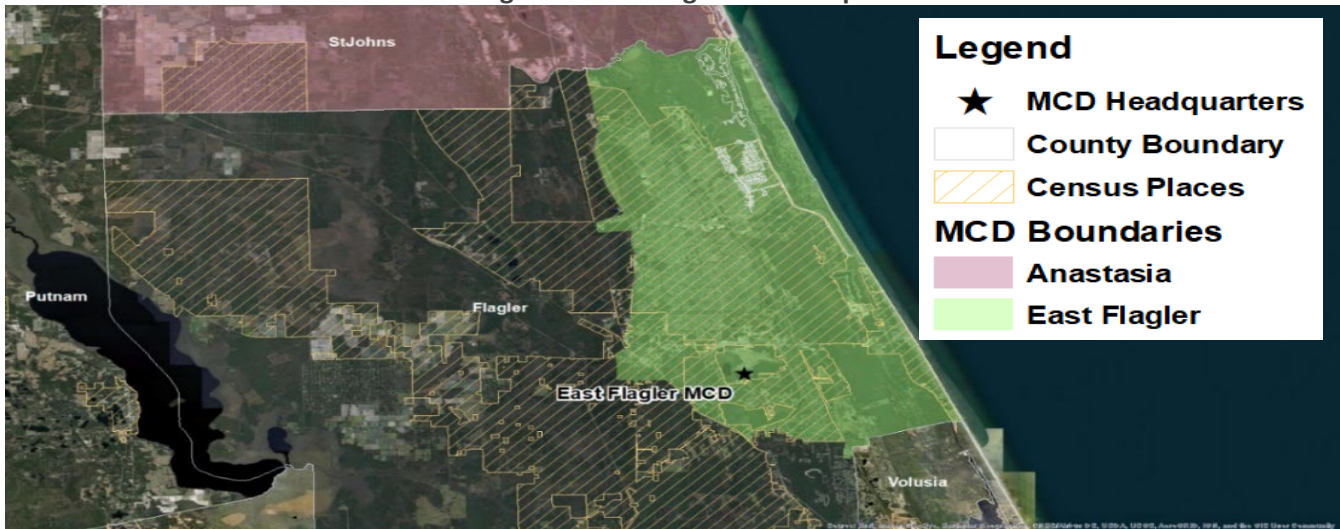 StJohns
Putnam
Flagler
East Flagler MCD
Volusia
Legend
MCD Headquarters
County Boundary
Census Places
MCD Boundaries
Anastasia
East Flagler